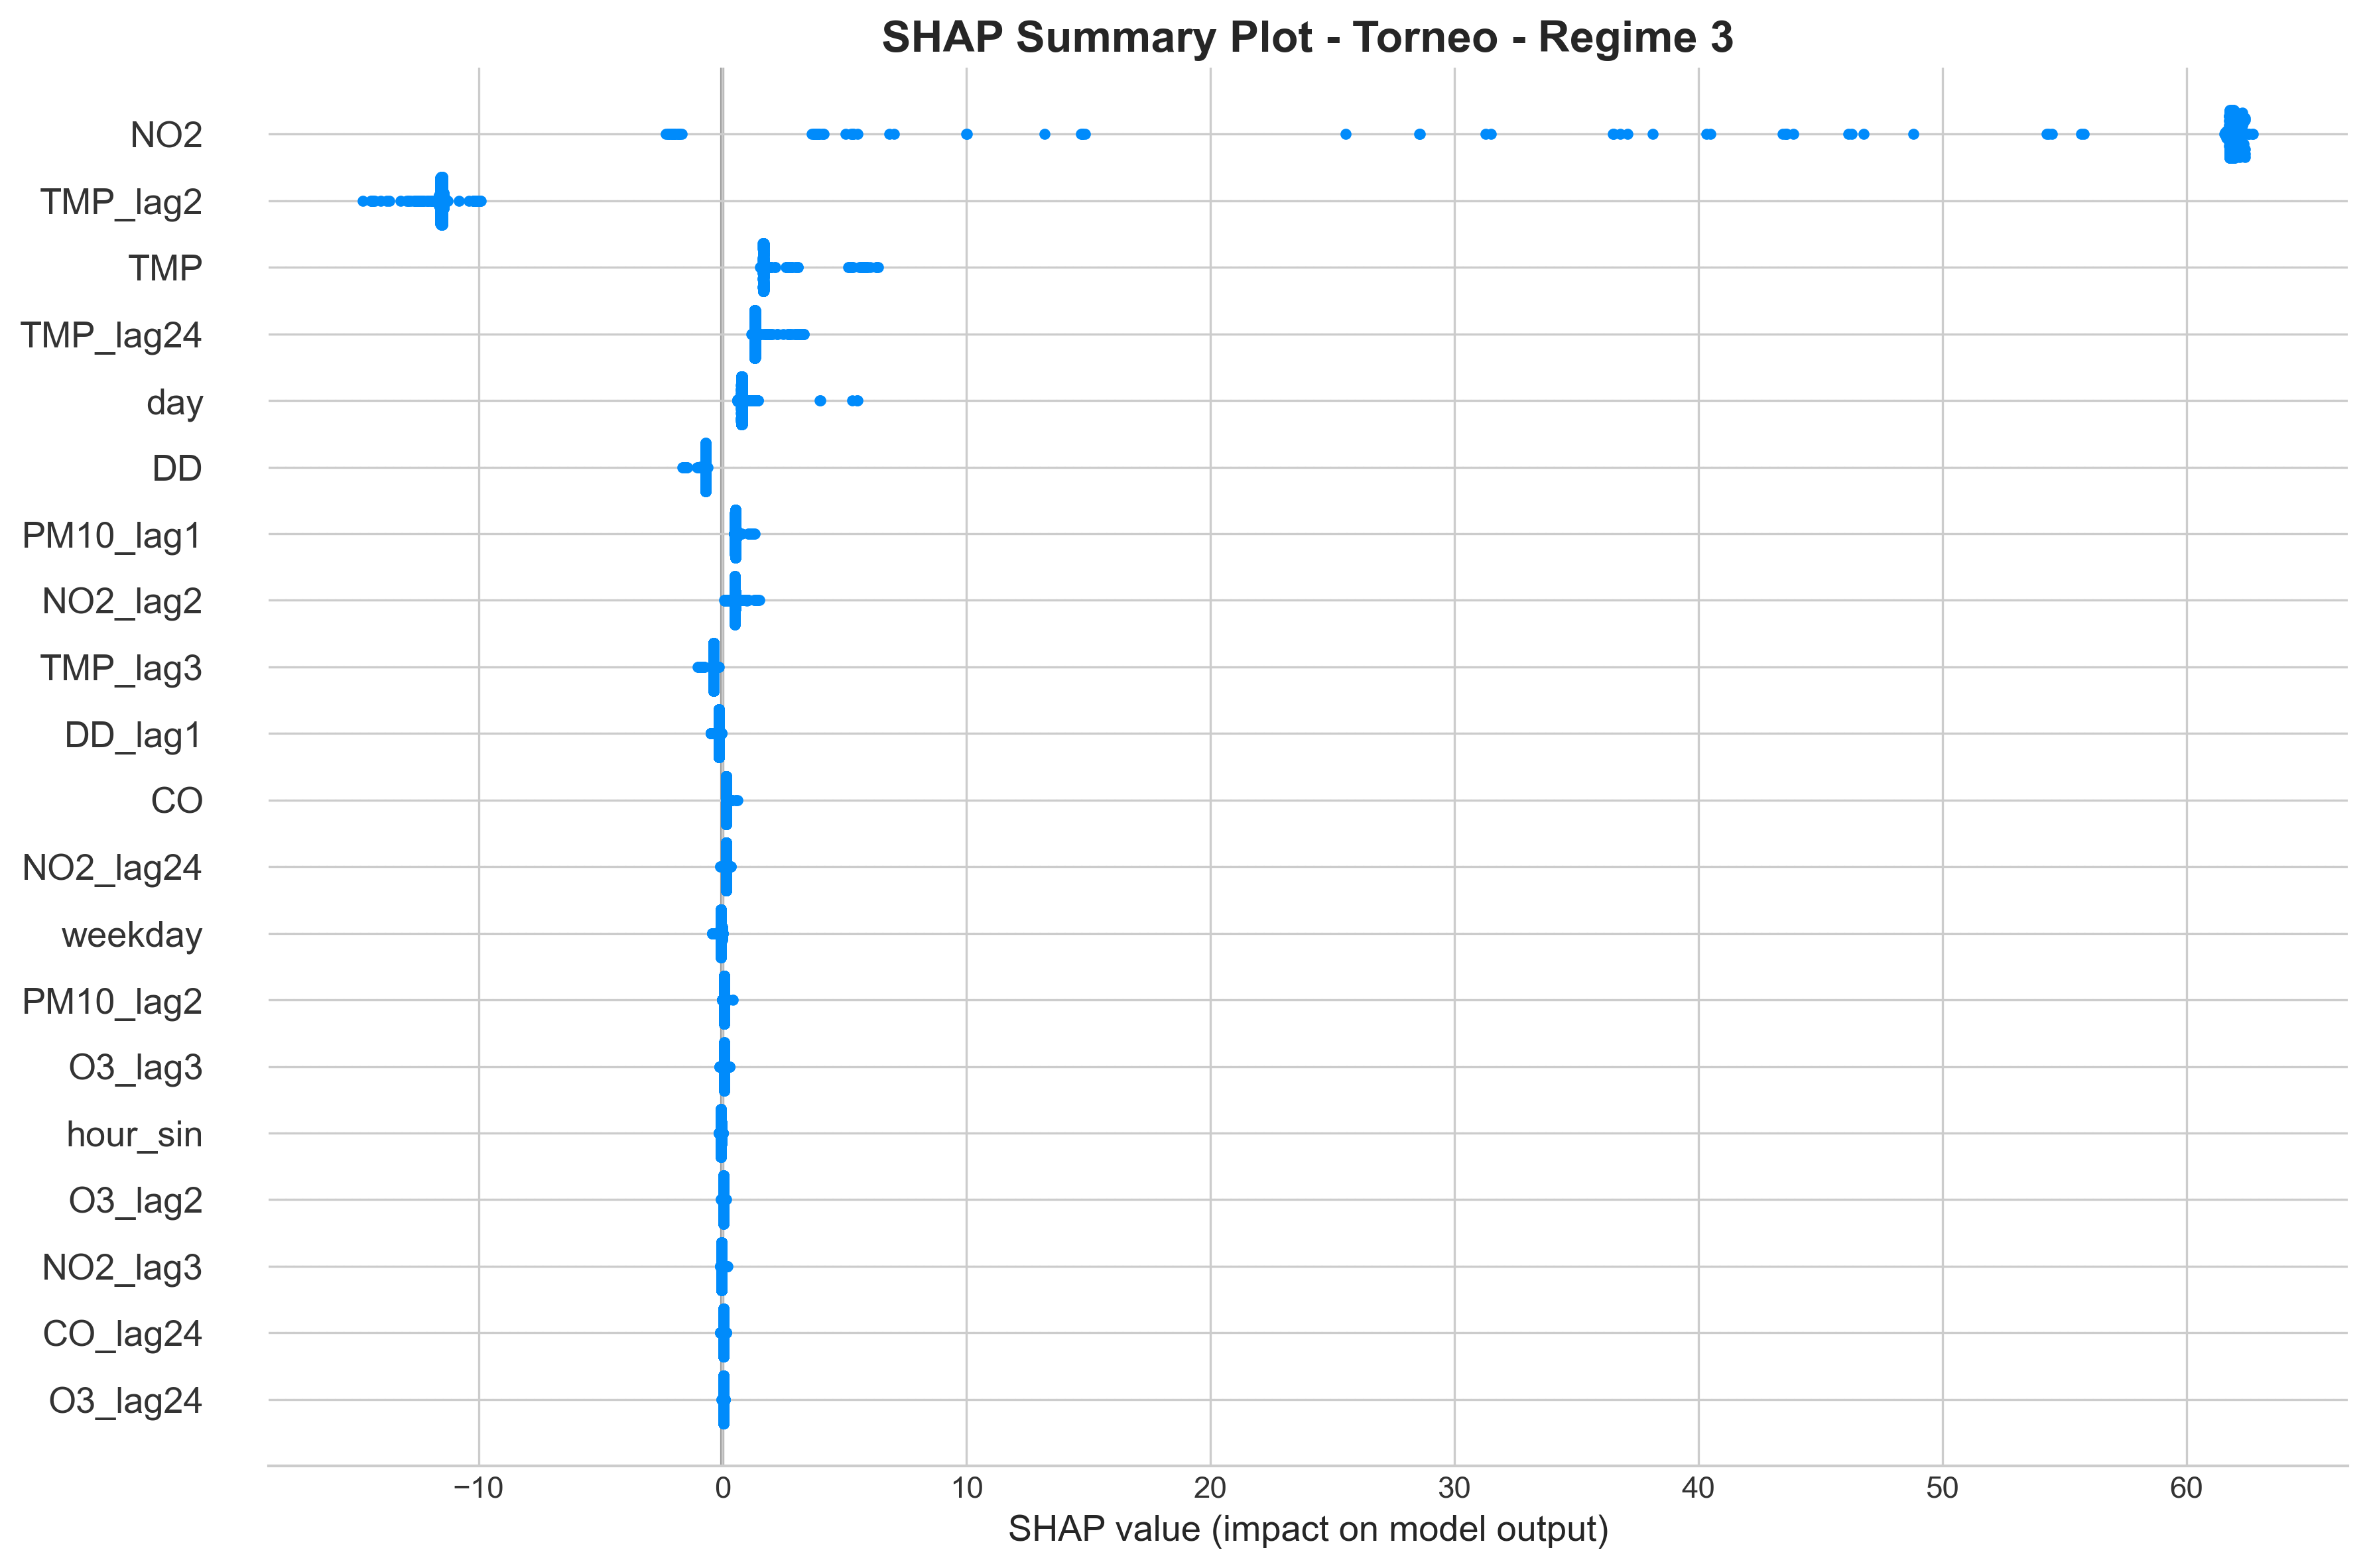 SHAP Summary Plot - Torneo - Regime 3
NO2
TMP_lag2
TMP
TMP_lag24
day
DD
PM10_lag1
NO2_lag2
TMP_lag3
DD_lag1
CO
NO2_lag24
weekday
PM10_lag2
O3_lag3
hour_sin
O3_lag2
NO2_lag3
CO_lag24
O3_lag24
−10 0 10 20 30 40 50 60
SHAP value (impact on model output)